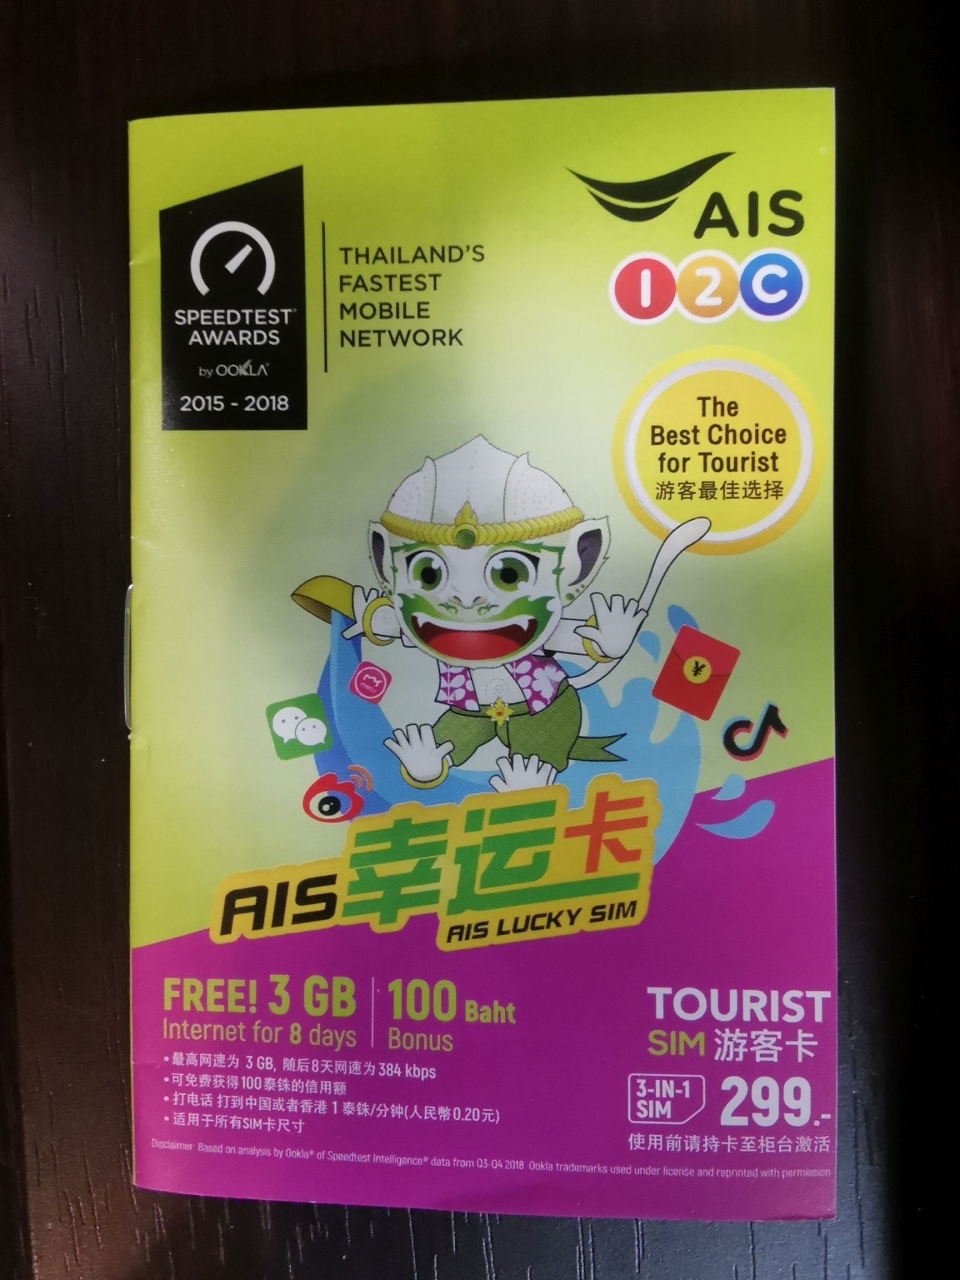 SPEEDTEST®
AWARDS
by OOKLA®
2015 - 2018
THAILAND'S
FASTEST
MOBILE
NETWORK
AIS
12C
The
Best Choice
for Tourist
游客最佳选择
¥
AIS幸运卡
AIS LUCKY SIM
FREE! 3 GB
Internet for 8 days
100 Baht
Bonus
• 最高网速为 3 GB, 随后8天网速为384 kbps
• 可免费获得100泰铢的信用额
• 打电话 打到中国或者香港 1 泰铢/分钟(人民幣0.20元)
• 适用于所有SIM卡尺寸
TOURIST
SIM 游客卡
3-IN-1
SIM
299.-
使用前请持卡至柜台激活
Disclaimer: Based on analysis by Ookla® of Speedtest Intelligence® data from Q3-Q4 2018 Ookla trademarks used under license and reprinted with permission